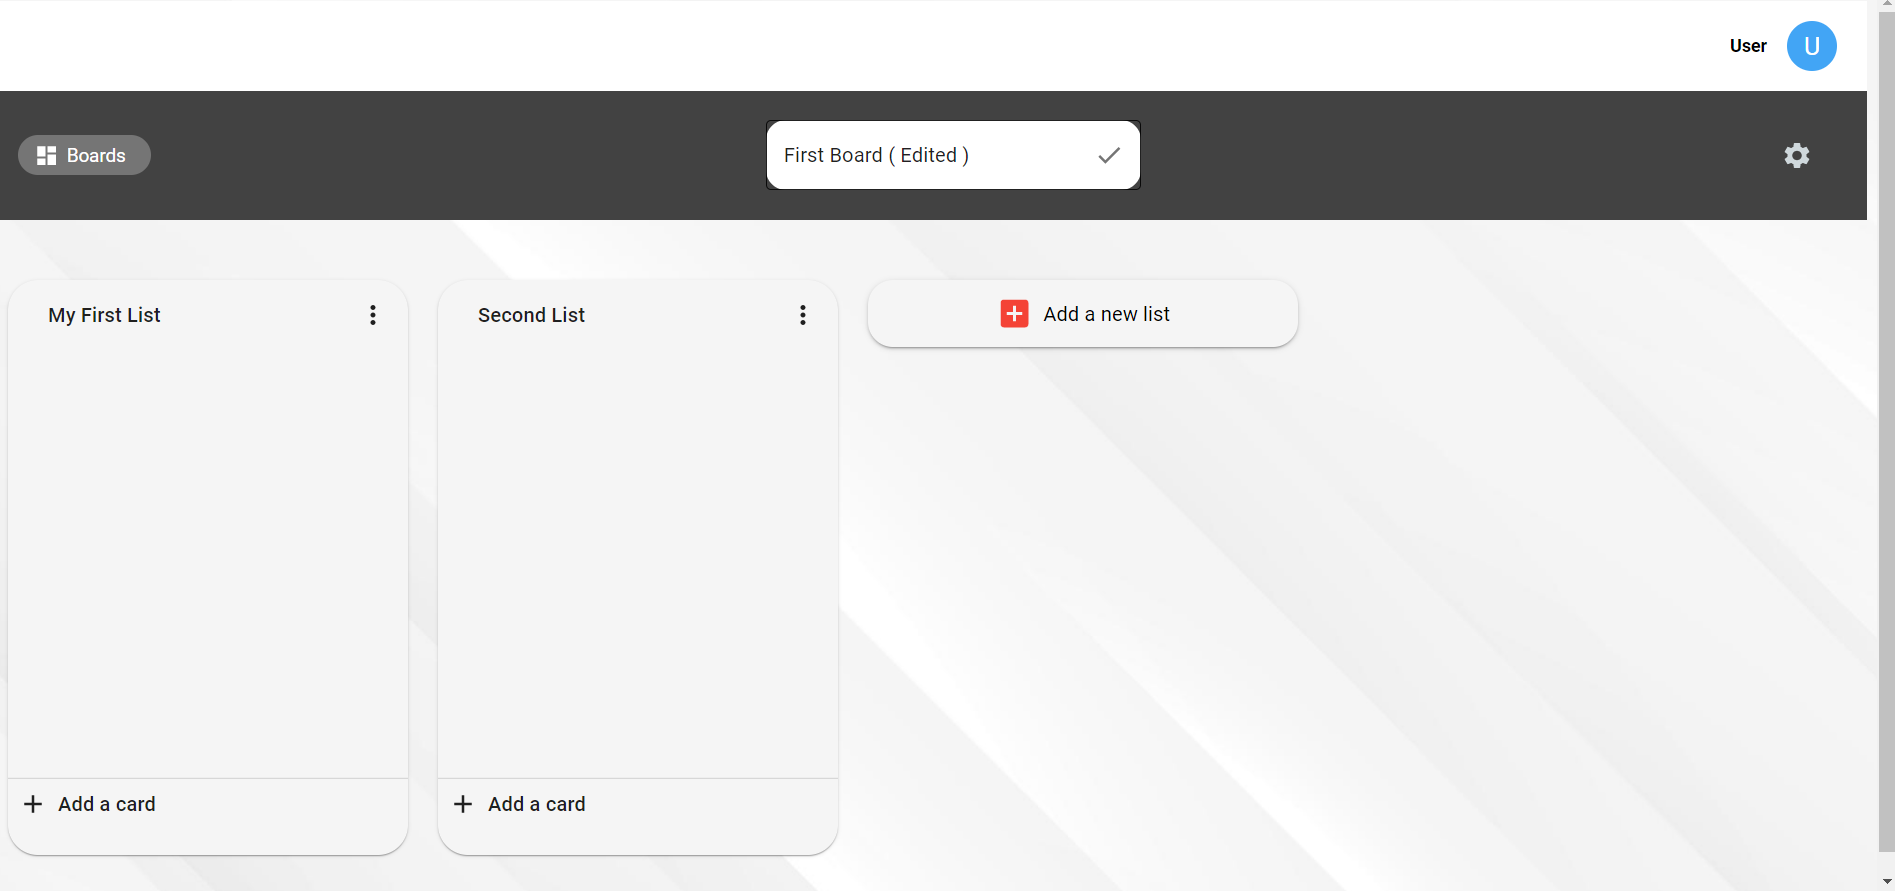 User
U
Boards
First Board ( Edited )
My First List
Second List
Add a new list
Add a card
Add a card